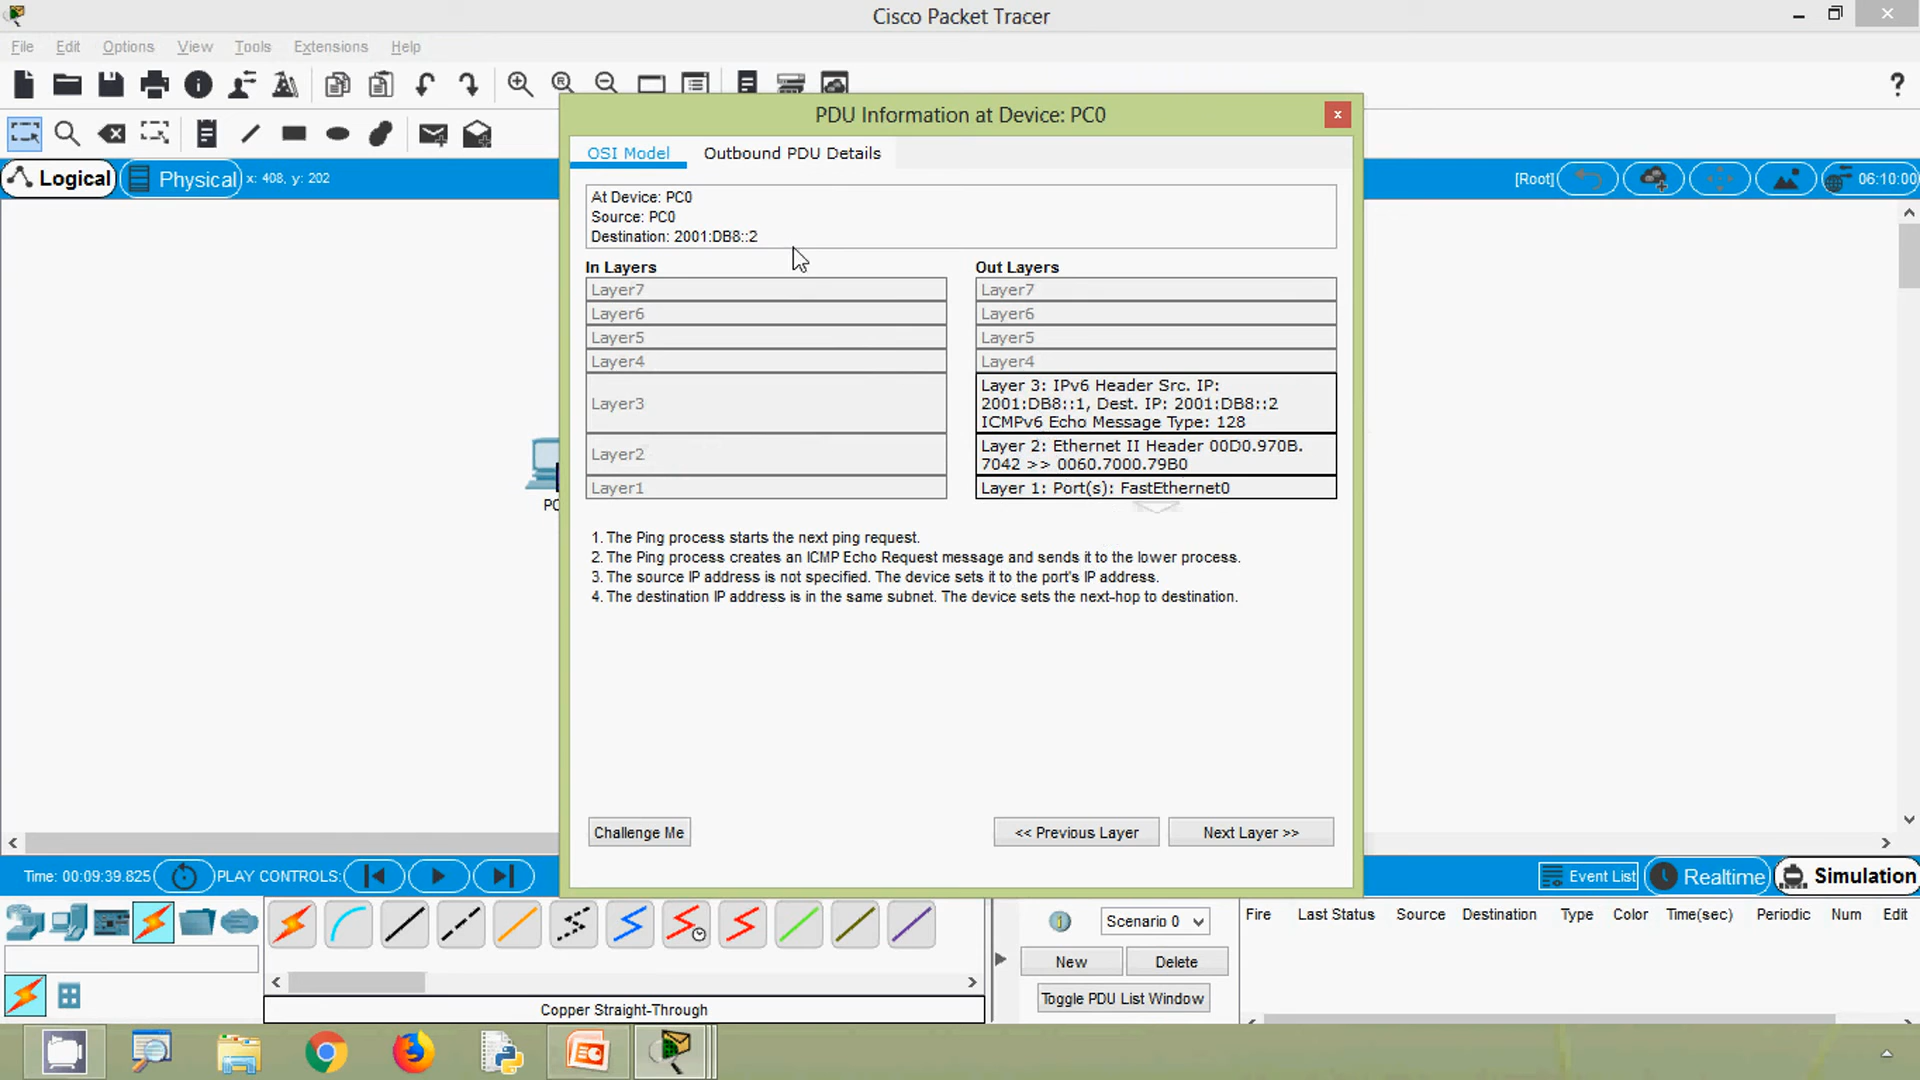 Cisco Packet Tracer
File Edit Options View Tools Extensions Help
PDU Information at Device: PC0
OSI Model Outbound PDU Details
Logical Physical x: 408, y: 202
[Root] 06:10:00
At Device: PC0
Source: PC0
Destination: 2001:DB8::2
In Layers Out Layers
Layer7 Layer7
Layer6 Layer6
Layer5 Layer5
Layer4 Layer4
Layer3
Layer 3: IPv6 Header Src. IP:
2001:DB8::1, Dest. IP: 2001:DB8::2
ICMPv6 Echo Message Type: 128
Layer2
Layer 2: Ethernet II Header 00D0.970B.
7042 >> 0060.7000.79B0
Layer1 Layer 1: Port(s): FastEthernet0
PC
1. The Ping process starts the next ping request.
2. The Ping process creates an ICMP Echo Request message and sends it to the lower process.
3. The source IP address is not specified. The device sets it to the port's IP address.
4. The destination IP address is in the same subnet. The device sets the next-hop to destination.
Challenge Me << Previous Layer Next Layer >>
Time: 00:09:39.825 PLAY CONTROLS: Event List Realtime Simulation
Scenario 0 Fire Last Status Source Destination Type Color Time(sec) Periodic Num Edit
New Delete
Toggle PDU List Window
Copper Straight-Through